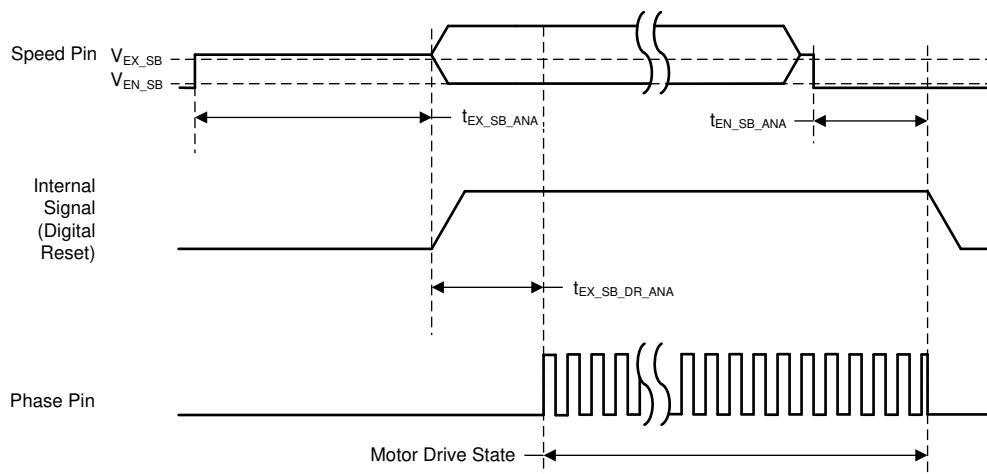 Speed Pin
V_EX_SB
V_EN_SB
t_EX_SB_ANA
t_EN_SB_ANA
Internal
Signal
(Digital
Reset)
t_EX_SB_DR_ANA
Phase Pin
Motor Drive State